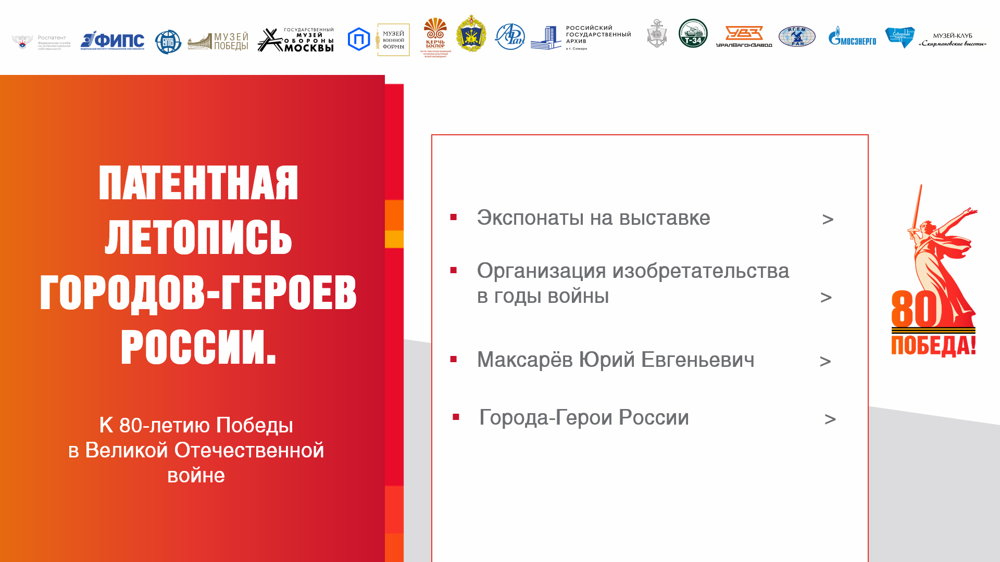 Роспатент
Федеральная служба
по интеллектуальной
собственности
ФИПС
ФЕДЕРАЛЬНЫЙ ИНСТИТУТ ПРОМЫШЛЕННОЙ СОБСТВЕННОСТИ
ВПТБ
МУЗЕЙ
ПОБЕДЫ
ГОСУДАРСТВЕННЫЙ
МУЗЕЙ
ОБОРОНЫ
МОСКВЫ
П
МУЗЕЙ
ВОЕННОЙ
ФОРМЫ
КЕРЧЬ
БОСПОР
АРан
РОССИЙСКИЙ
ГОСУДАРСТВЕННЫЙ
АРХИВ
в г. Самаре
Т-34
УВЗ
УРАЛВАГОНЗАВОД
ИГЕМ
РАН
МОСЭНЕРГО
Северные
парки
МУЗЕЙ-КЛУБ
«Скирмановские высоты»
ПАТЕНТНАЯ
ЛЕТОПИСЬ
ГОРОДОВ-ГЕРОЕВ
РОССИИ.
К 80-летию Победы
в Великой Отечественной
войне
▪ Экспонаты на выставке >
▪ Организация изобретательства
в годы войны >
▪ Максарёв Юрий Евгеньевич >
▪ Города-Герои России >
80
ПОБЕДА!